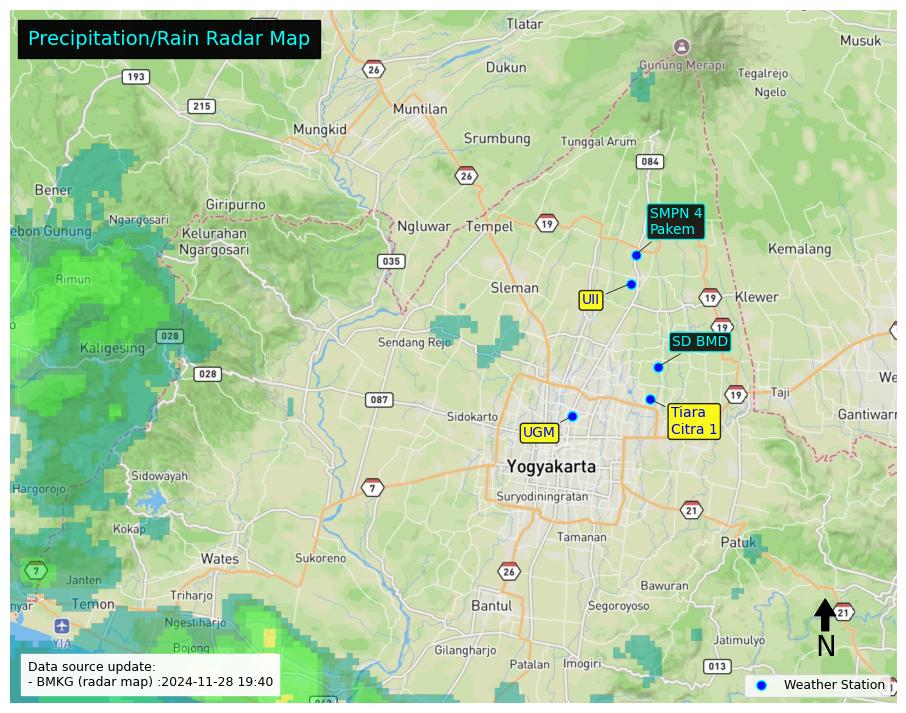 Precipitation/Rain Radar Map
Tlatar
Musuk
26
Gunung Merapi
193
Dukun
Tegalrejo
Ngelo
215
Muntilan
Mungkid
Srumbung
Tunggal Arum
084
26
Bener
Giripurno
Ngargosari
SMPN 4
Pakem
19
ebon Gunung
Kelurahan
Ngargosari
Ngluwar
Tempel
Kemalang
035
Rimun
Sleman
UII
19
Klewer
19
028
Kaligesing
Sendang Rejo
SD BMD
028
We
087
19
Taji
Sidokarto
UGM
Tiara
Citra 1
Gantiwarn
Yogyakarta
Sidowayah
Hargorojo
7
Suryodiningratan
21
Kokap
Tamanan
Patuk
Wates
Sukoreno
7
26
Janten
Bawuran
Triharjo
nyar
Temon
Bantul
Segoroyoso
21
Ngestiharjo
YIA
Bojong
Gilangharjo
Jatimulyo
N
Patalan
Imogiri
013
Data source update:
- BMKG (radar map) :2024-11-28 19:40
Weather Station